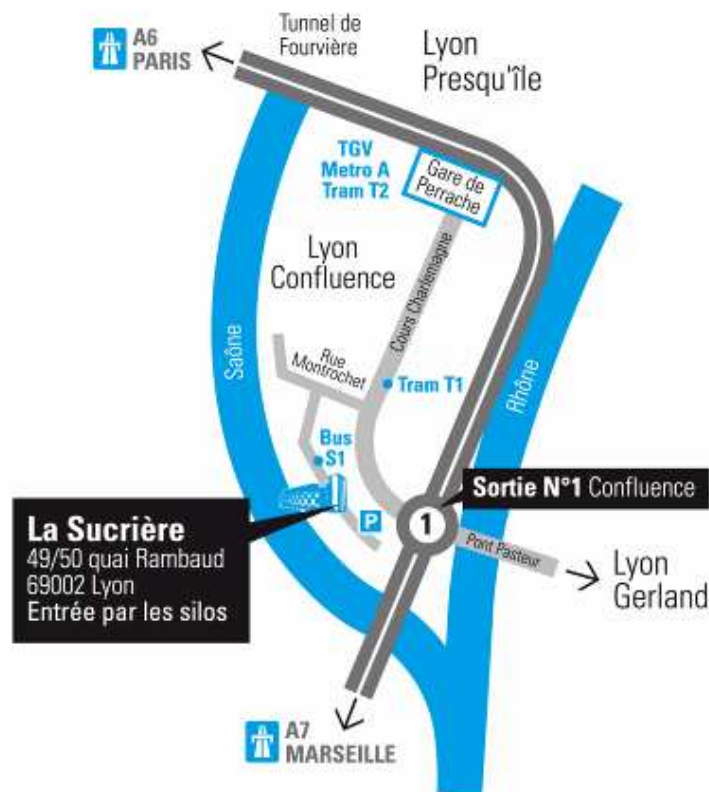 A6
PARIS
Tunnel de
Fourvière
Lyon
Presqu'île
TGV
Metro A
Tram T2
Gare de
Perrache
Lyon
Confluence
Cours Charlemagne
Saône
Rhône
Rue
Montrochet
Tram T1
Bus
S1
Sortie N°1 Confluence
La Sucrière
49/50 quai Rambaud
69002 Lyon
Entrée par les silos
P
1
Pont Pasteur
Lyon
Gerland
A7
MARSEILLE